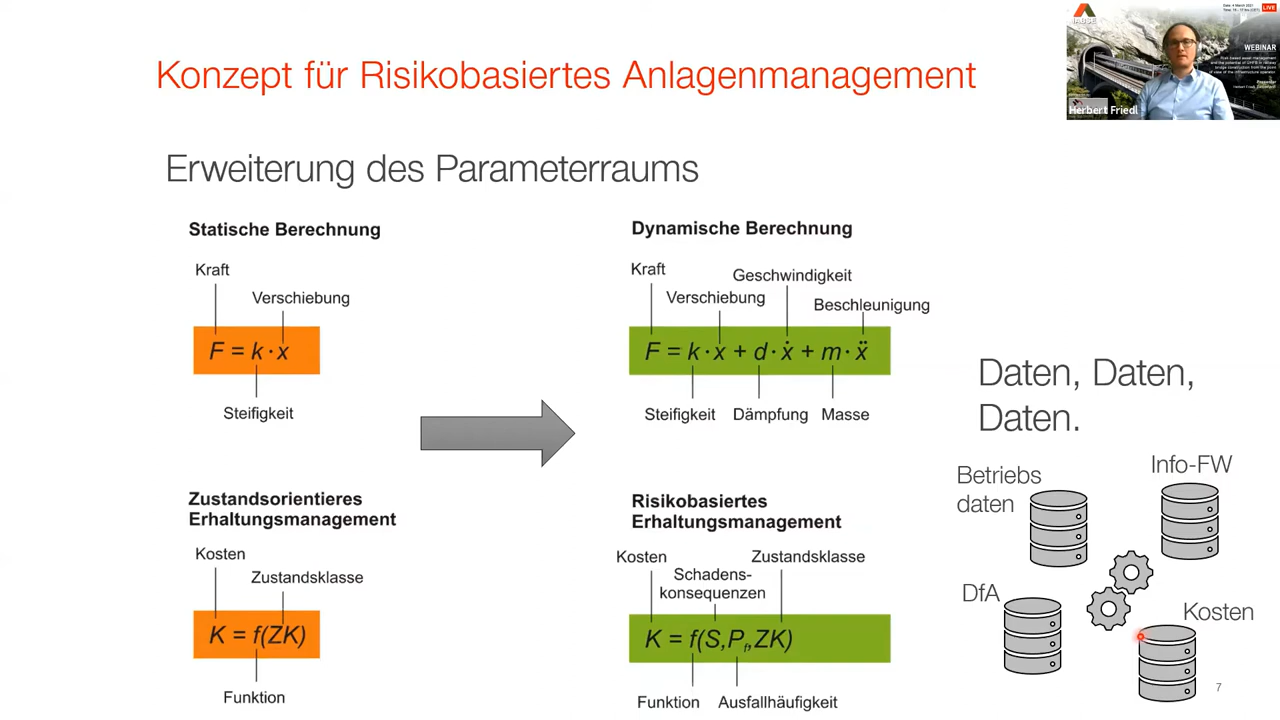 Konzept für Risikobasiertes Anlagenmanagement
Erweiterung des Parameterraums
Statische Berechnung
Kraft
Verschiebung
F = k · x
Steifigkeit
Dynamische Berechnung
Kraft
Geschwindigkeit
Verschiebung
Beschleunigung
F = k · x + d · ẋ + m · ẍ
Steifigkeit
Dämpfung
Masse
Zustandsorientieres
Erhaltungsmanagement
Kosten
Zustandsklasse
K = f(ZK)
Funktion
Risikobasiertes
Erhaltungsmanagement
Kosten
Zustandsklasse
Schadens-
konsequenzen
K = f(S,Pf,ZK)
Funktion
Ausfallhäufigkeit
Daten, Daten,
Daten.
Betriebs
daten
Info-FW
DfA
Kosten
7
IABSE
LIVE
WEBINAR
Herbert Friedl